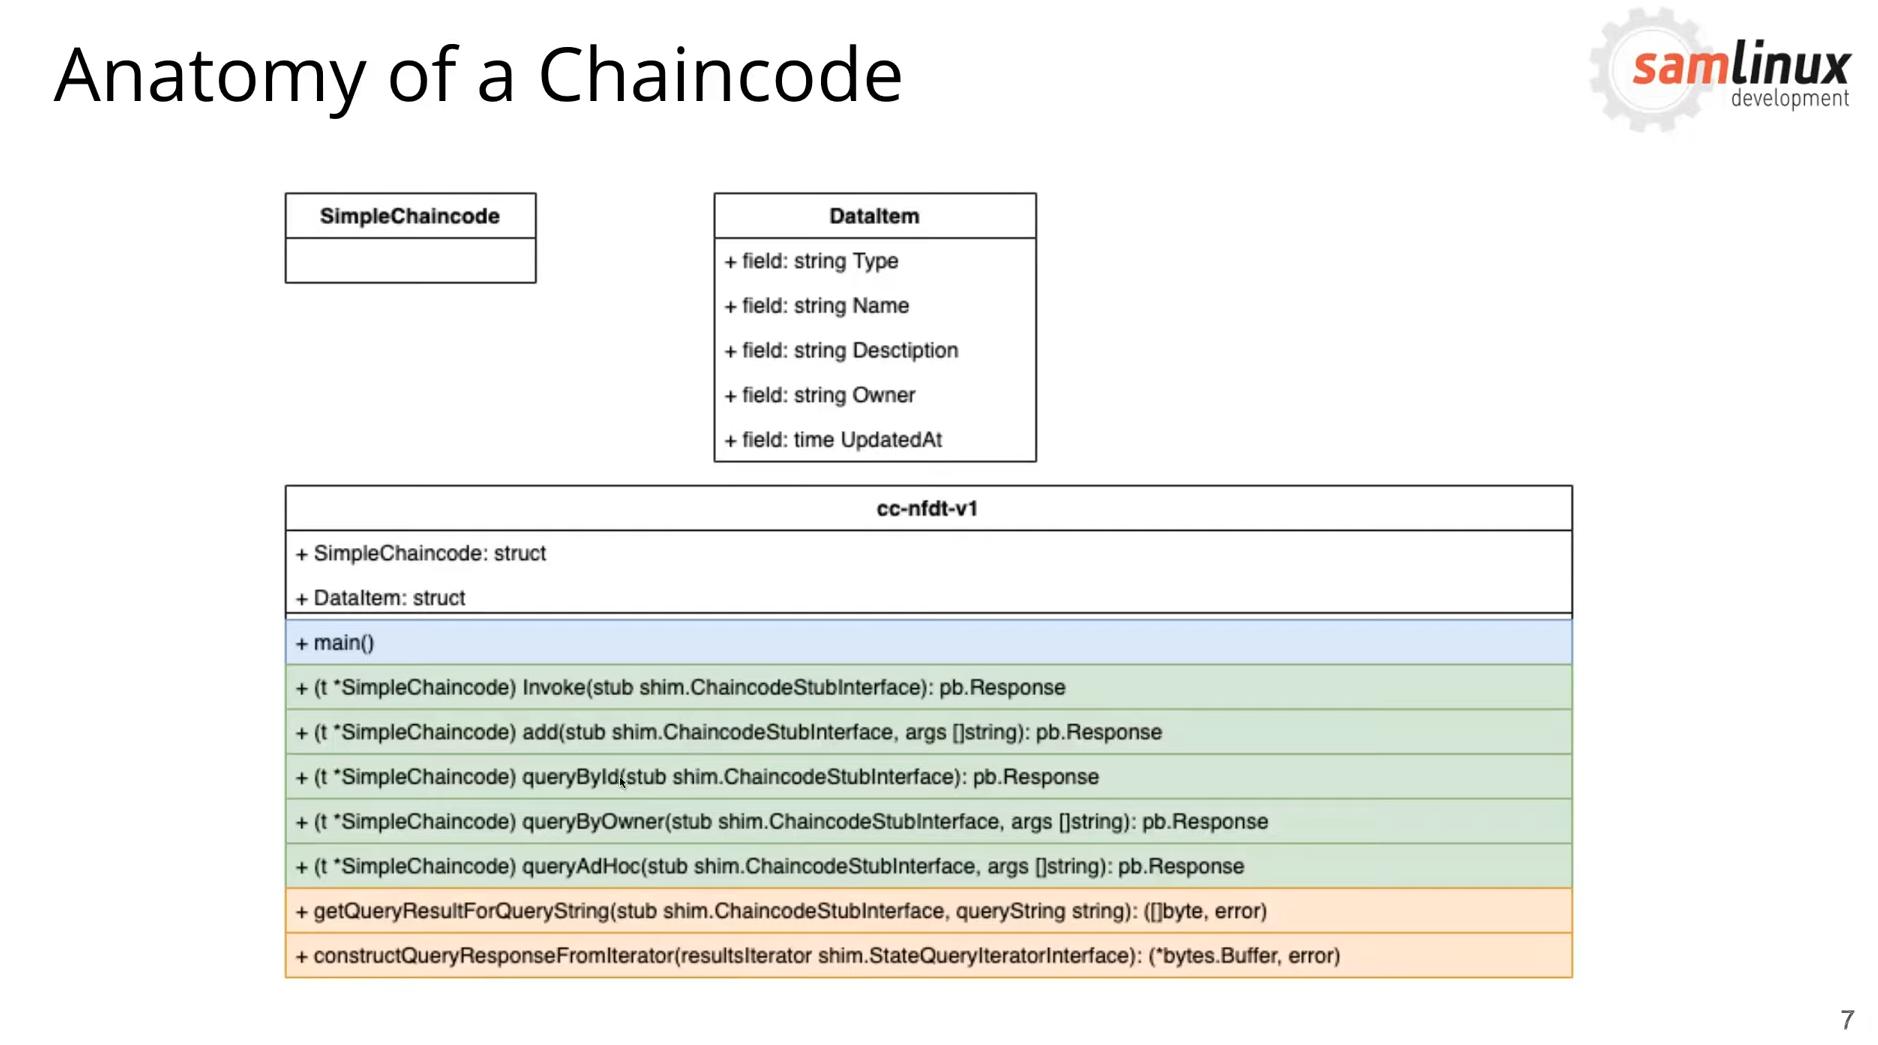 Anatomy of a Chaincode
samlinux
development
SimpleChaincode
DataItem
+ field: string Type
+ field: string Name
+ field: string Desctiption
+ field: string Owner
+ field: time UpdatedAt
cc-nfdt-v1
+ SimpleChaincode: struct
+ DataItem: struct
+ main()
+ (t *SimpleChaincode) Invoke(stub shim.ChaincodeStubInterface): pb.Response
+ (t *SimpleChaincode) add(stub shim.ChaincodeStubInterface, args []string): pb.Response
+ (t *SimpleChaincode) queryById(stub shim.ChaincodeStubInterface): pb.Response
+ (t *SimpleChaincode) queryByOwner(stub shim.ChaincodeStubInterface, args []string): pb.Response
+ (t *SimpleChaincode) queryAdHoc(stub shim.ChaincodeStubInterface, args []string): pb.Response
+ getQueryResultForQueryString(stub shim.ChaincodeStubInterface, queryString string): ([]byte, error)
+ constructQueryResponseFromIterator(resultsIterator shim.StateQueryIteratorInterface): (*bytes.Buffer, error)
7